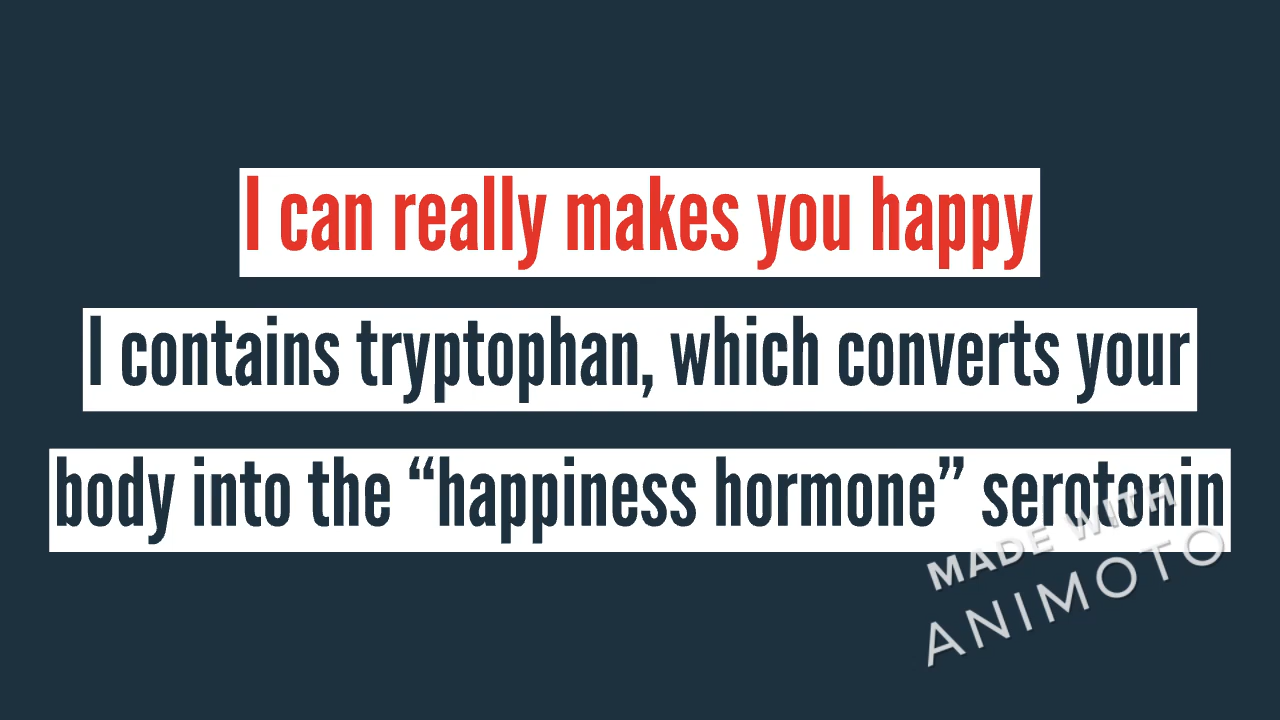 I can really makes you happy
I contains tryptophan, which converts your
body into the “happiness hormone” serotonin
MADE WITH
ANIMOTO